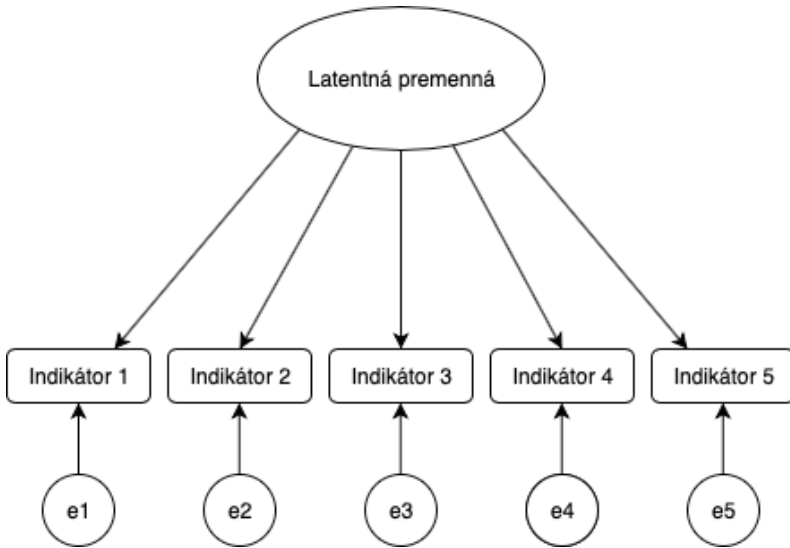 Latentná premenná
Indikátor 1
Indikátor 2
Indikátor 3
Indikátor 4
Indikátor 5
e1
e2
e3
e4
e5